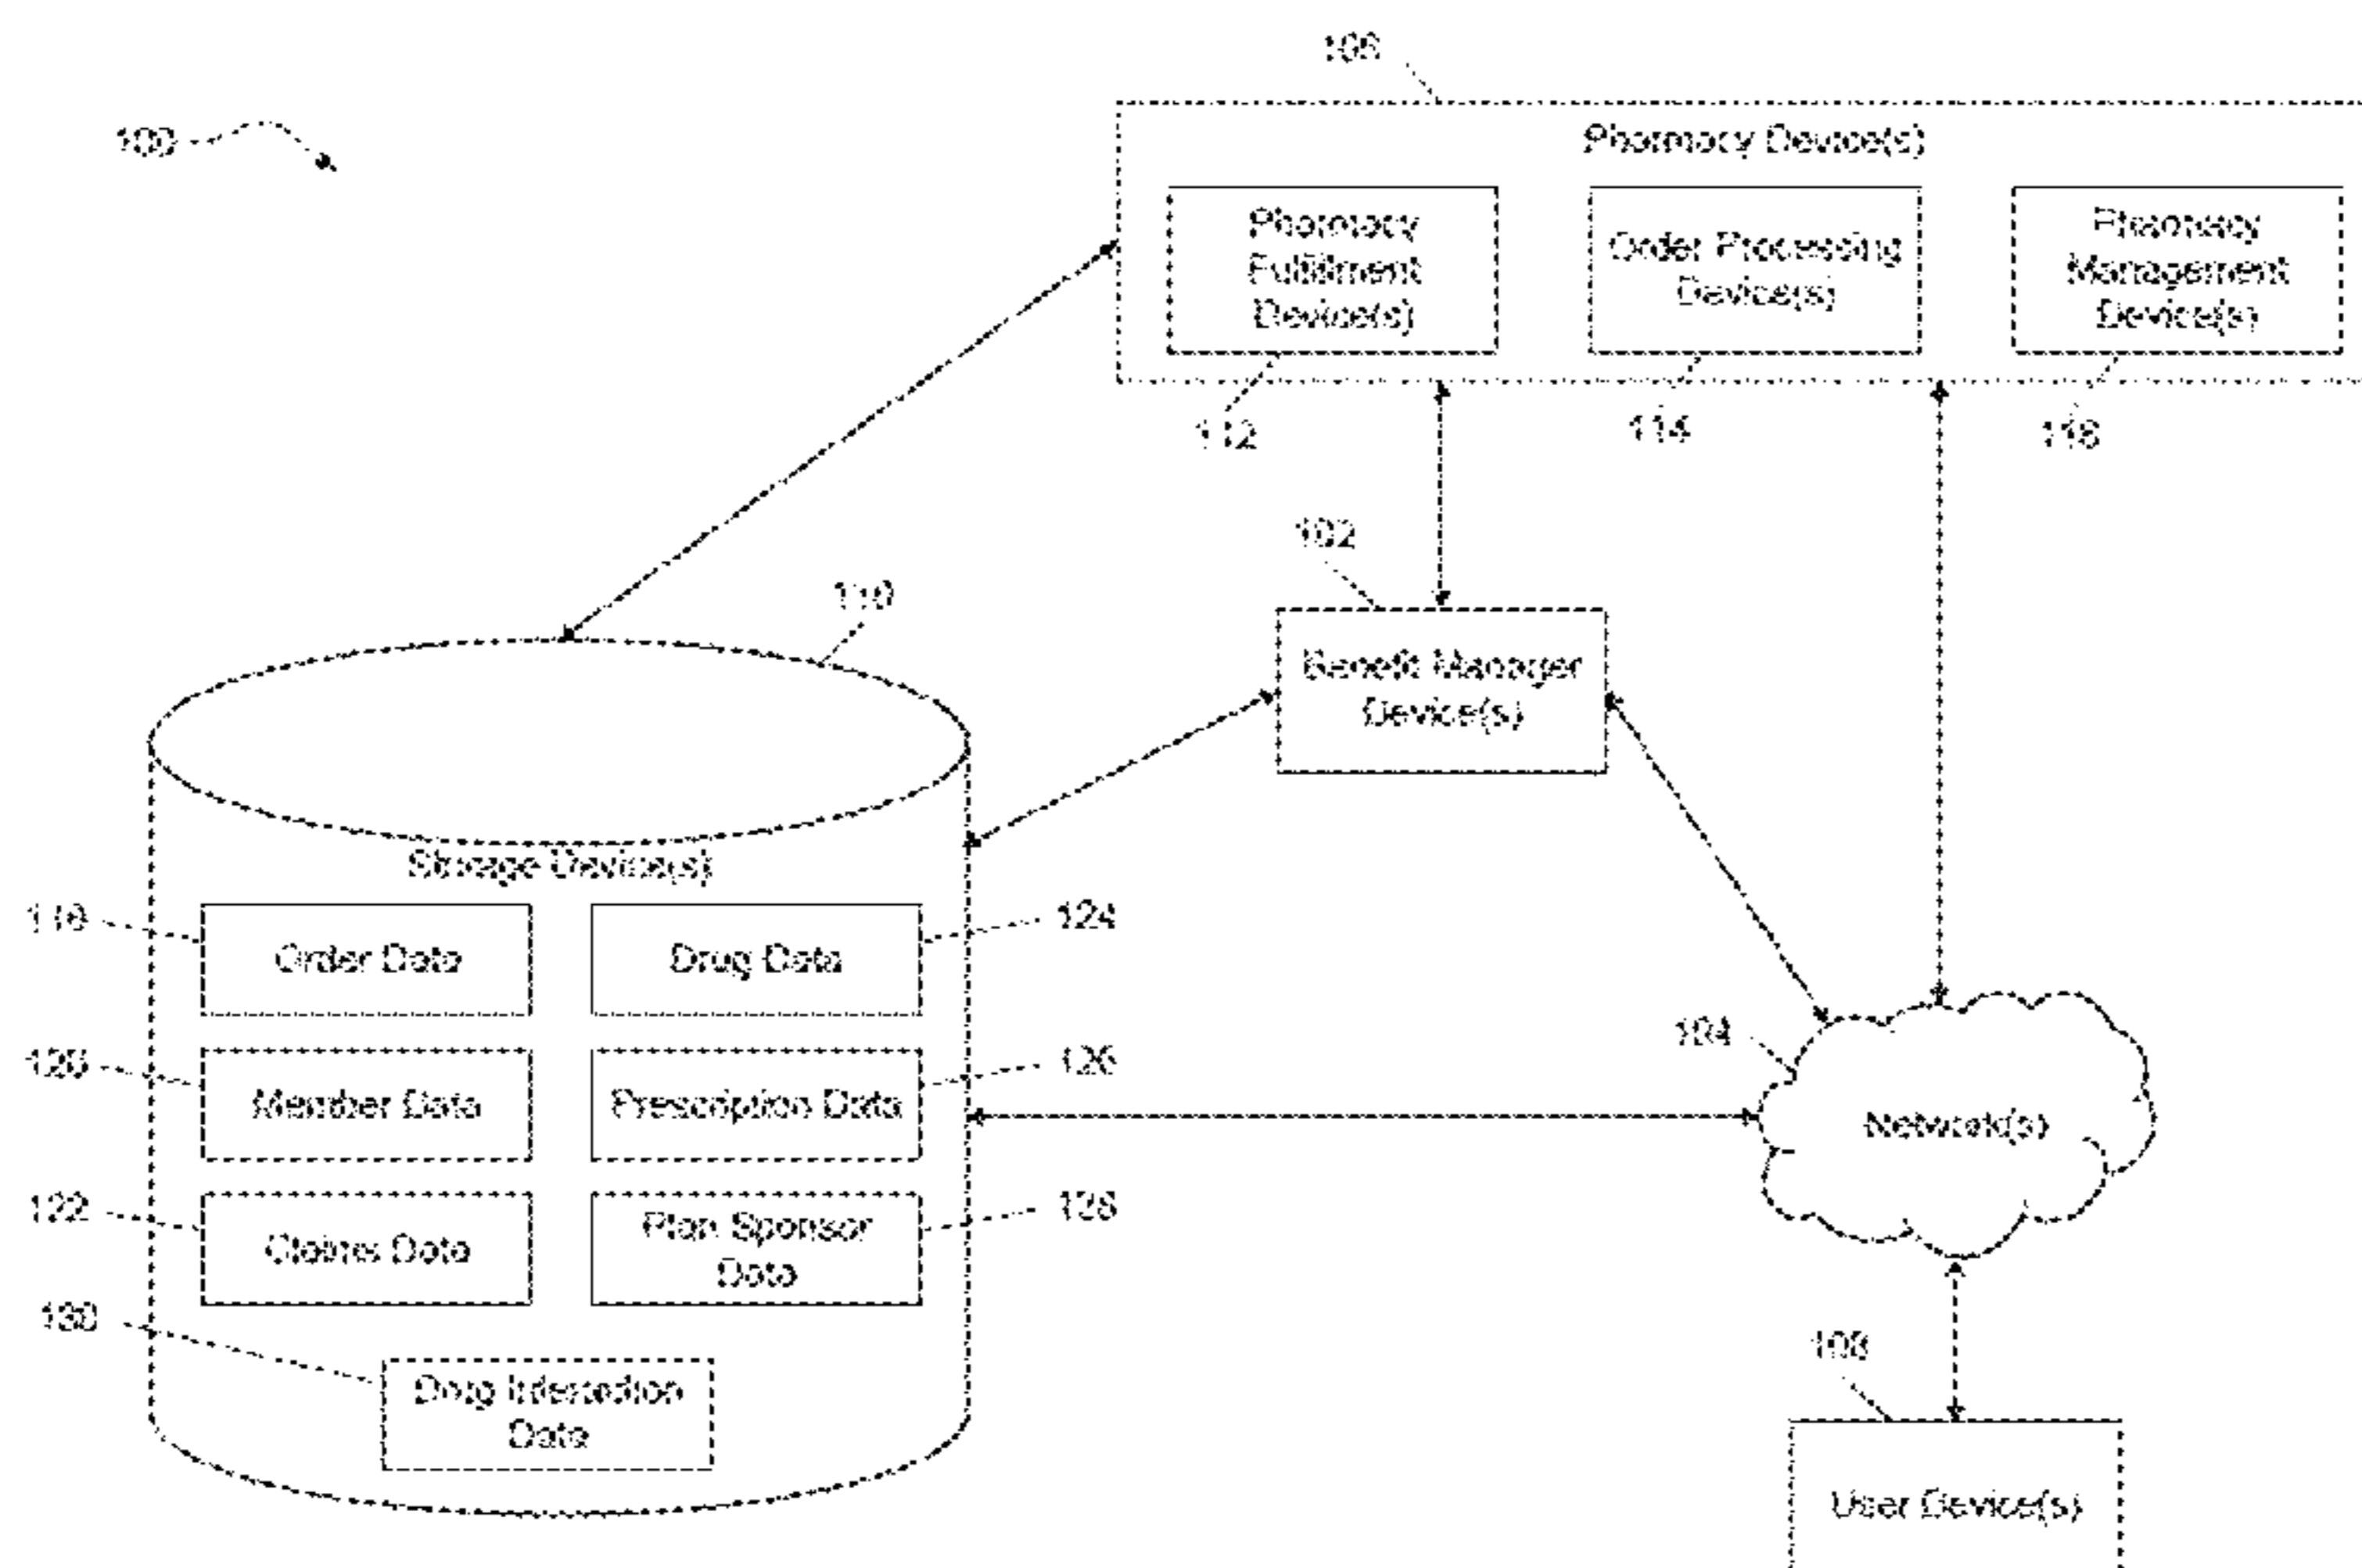 106
100
Pharmacy Device(s)
Pharmacy
Fulfillment
Device(s)
Order Processing
Device(s)
Pharmacy
Management
Device(s)
112
114
116
102
110
Benefit Manager
Device(s)
Storage Device(s)
118
Order Data
Drug Data
124
104
120
Member Data
Prescription Data
126
Network(s)
122
Claims Data
Plan Sponsor
Data
128
130
108
Drug Interaction
Data
User Device(s)